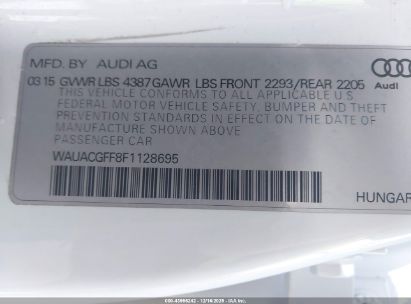 MFD. BY AUDI AG
03 15 GVWR LBS 4387 GAWR LBS FRONT 2293/REAR 2205
Audi
THIS VEHICLE CONFORMS TO ALL APPLICABLE U.S
FEDERAL MOTOR VEHICLE SAFETY, BUMPER AND THEFT
PREVENTION STANDARDS IN EFFECT ON THE DATE OF
MANUFACTURE SHOWN ABOVE
PASSENGER CAR
WAUACGFF8F1128695
HUNGAR